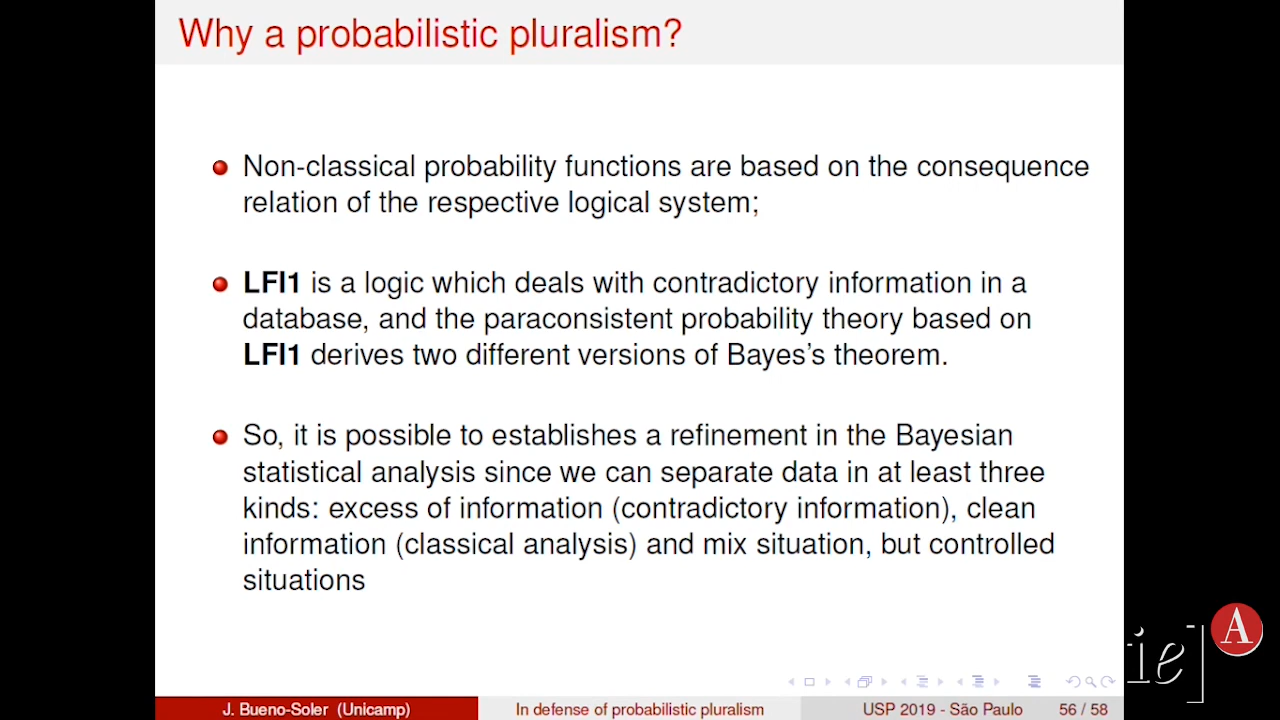 Why a probabilistic pluralism?
Non-classical probability functions are based on the consequence
relation of the respective logical system;
LFI1 is a logic which deals with contradictory information in a
database, and the paraconsistent probability theory based on
LFI1 derives two different versions of Bayes's theorem.
So, it is possible to establishes a refinement in the Bayesian
statistical analysis since we can separate data in at least three
kinds: excess of information (contradictory information), clean
information (classical analysis) and mix situation, but controlled
situations
ie]
A
J. Bueno-Soler (Unicamp)
In defense of probabilistic pluralism
USP 2019 - São Paulo
56 / 58